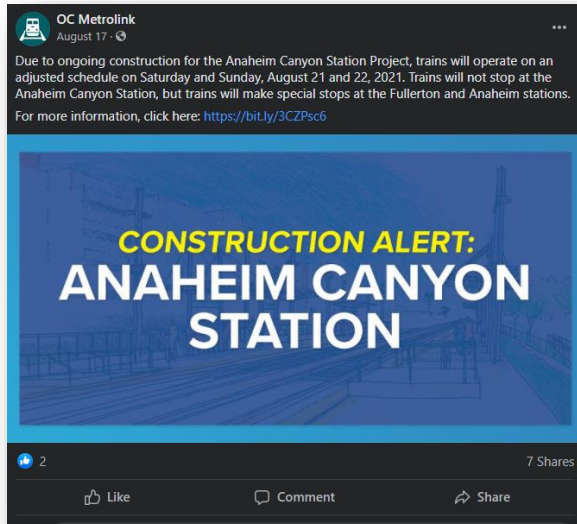 OC Metrolink
August 17 ·
Due to ongoing construction for the Anaheim Canyon Station Project, trains will operate on an
adjusted schedule on Saturday and Sunday, August 21 and 22, 2021. Trains will not stop at the
Anaheim Canyon Station, but trains will make special stops at the Fullerton and Anaheim stations.
For more information, click here: https://bit.ly/3CZPsc6
CONSTRUCTION ALERT:
ANAHEIM CANYON
STATION
2
7 Shares
Like
Comment
Share